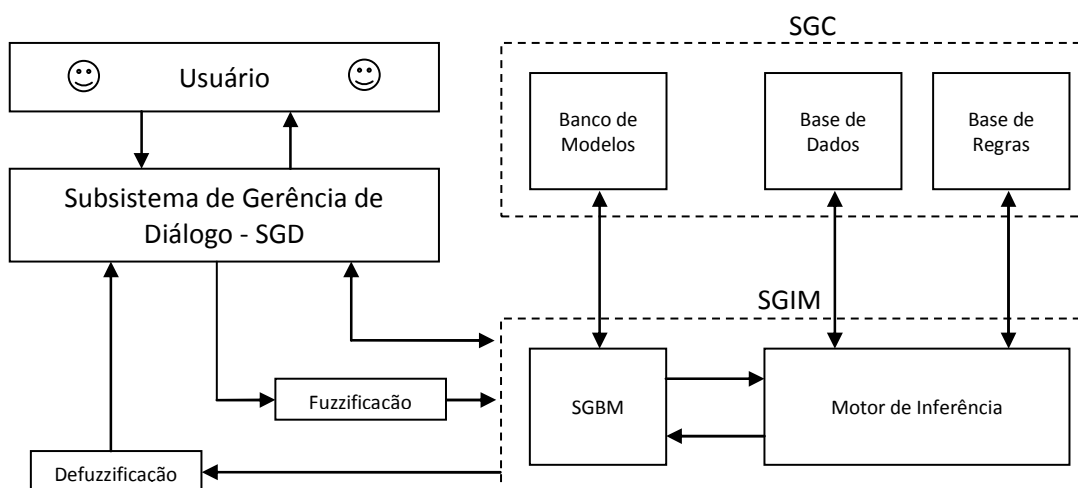 SGC
Usuário
Banco de
Modelos
Base de
Dados
Base de
Regras
Subsistema de Gerência de
Diálogo - SGD
SGIM
SGBM
Motor de Inferência
Fuzzificacão
Defuzzificação